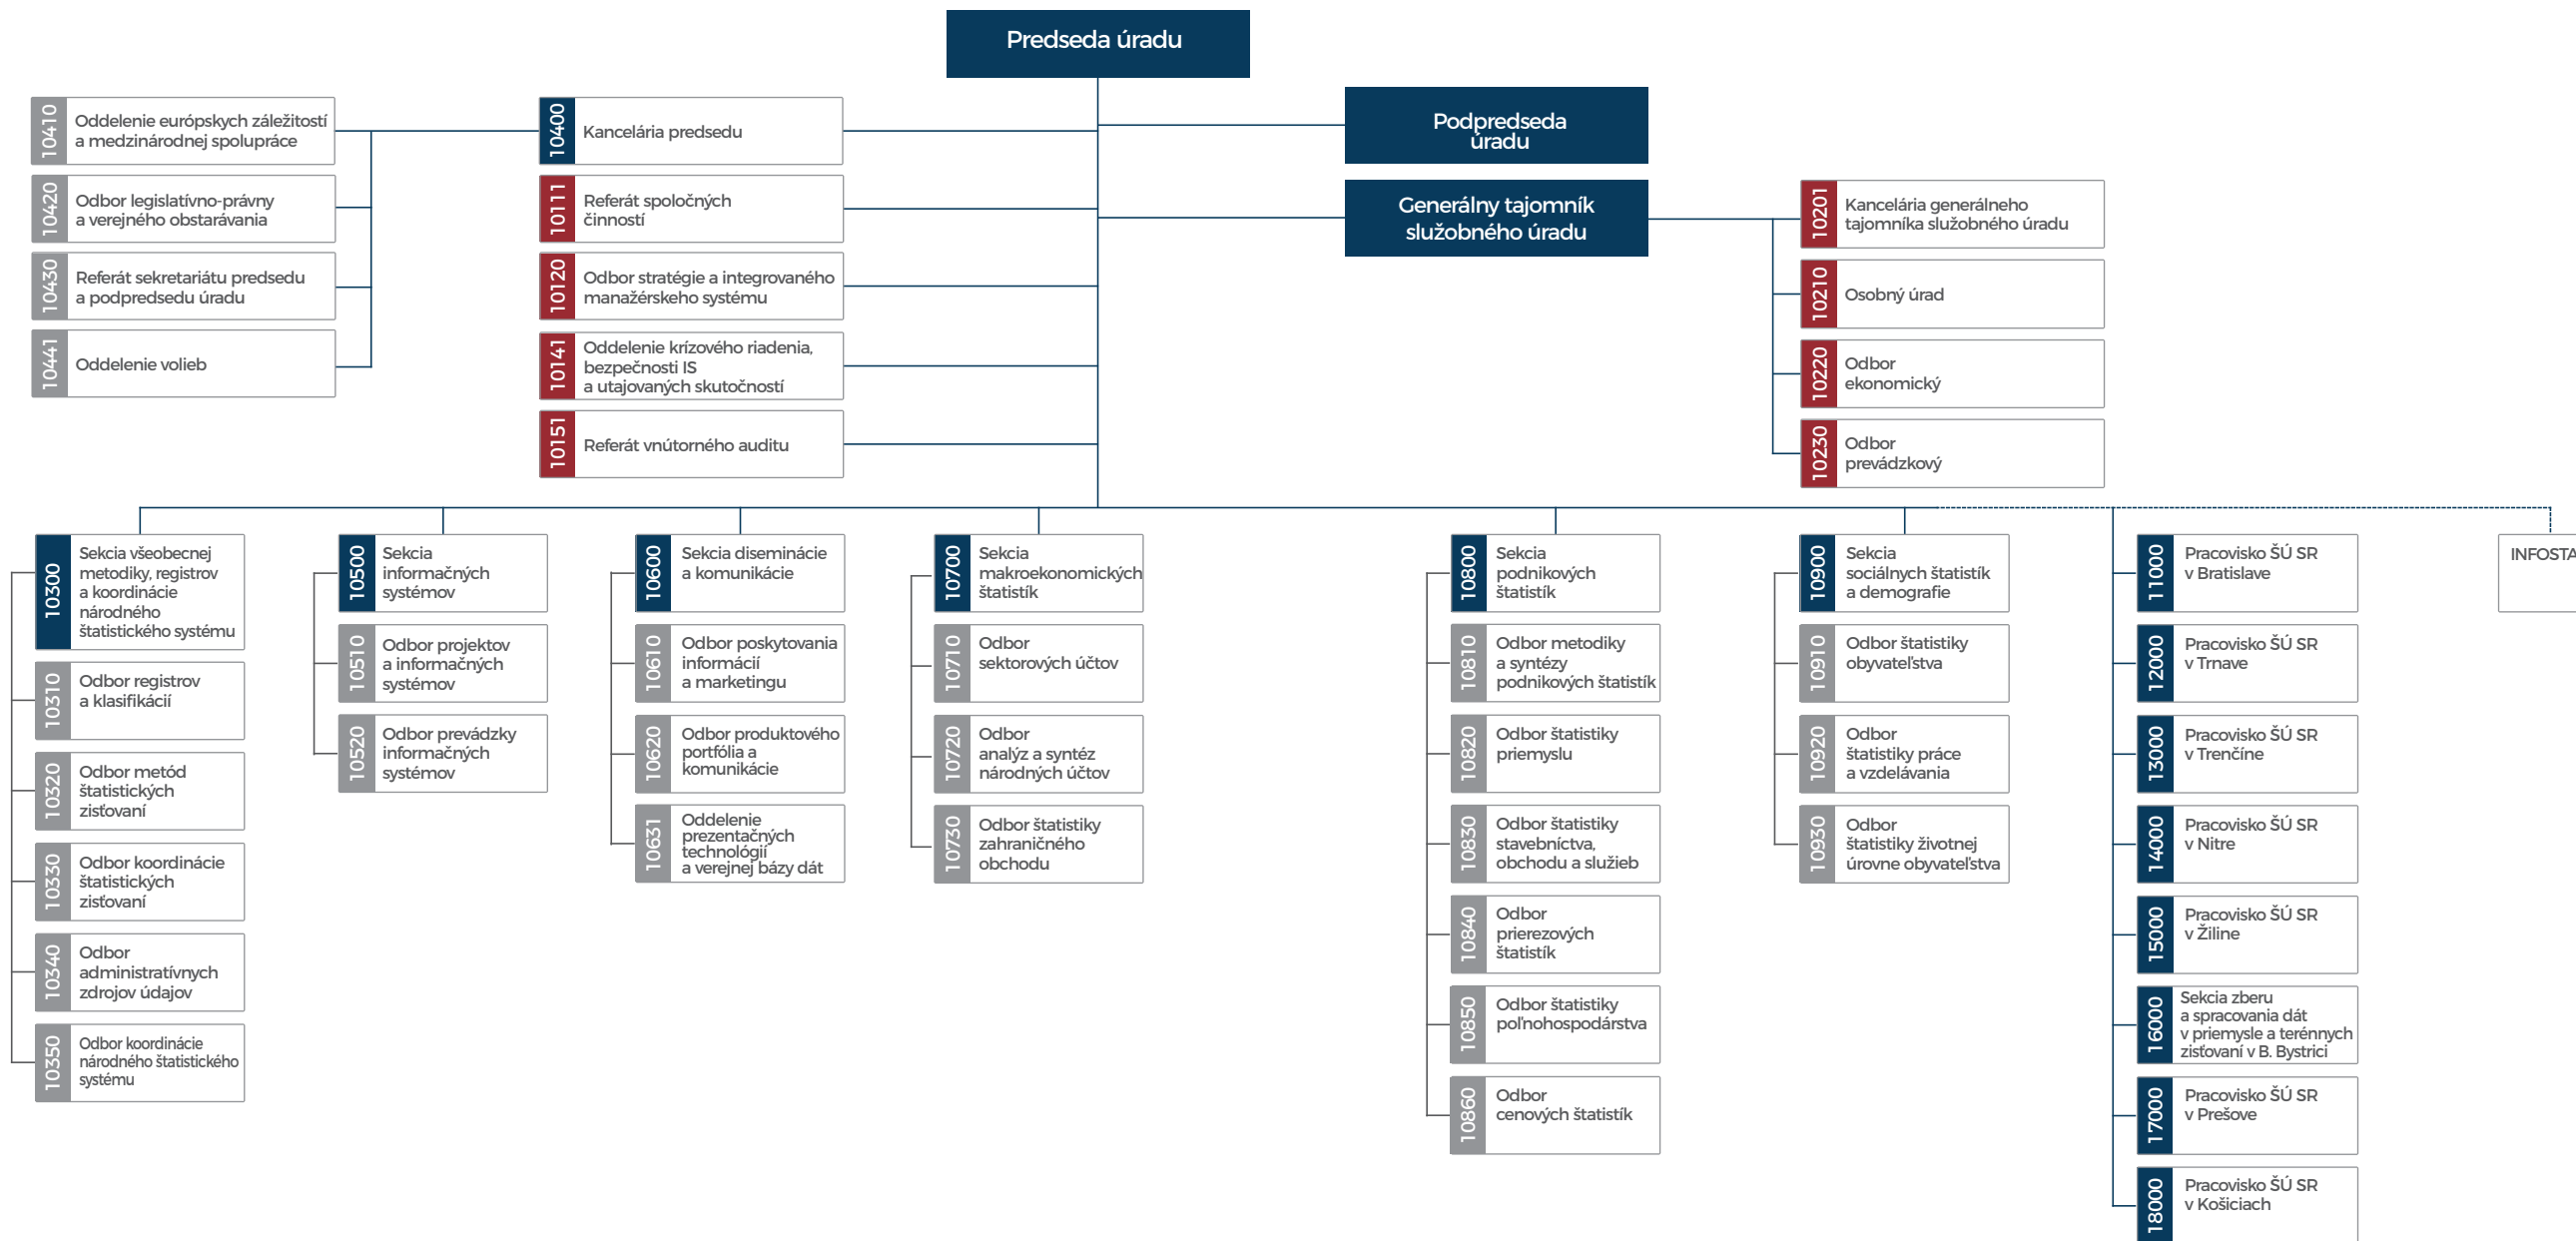 Predseda úradu
Podpredseda
úradu
Generálny tajomník
služobného úradu
10410
Oddelenie európskych záležitostí
a medzinárodnej spolupráce
10420
Odbor legislatívno-právny
a verejného obstarávania
10430
Referát sekretariátu predsedu
a podpredsedu úradu
10441
Oddelenie volieb
10400
Kancelária predsedu
10111
Referát spoločných
činností
10120
Odbor stratégie a integrovaného
manažérskeho systému
10141
Oddelenie krízového riadenia,
bezpečnosti IS
a utajovaných skutočností
10151
Referát vnútorného auditu
10201
Kancelária generálneho
tajomníka služobného úradu
10210
Osobný úrad
10220
Odbor
ekonomický
10230
Odbor
prevádzkový
10300
Sekcia všeobecnej
metodiky, registrov
a koordinácie
národného
štatistického systému
10310
Odbor registrov
a klasifikácií
10320
Odbor metód
štatistických
zisťovaní
10330
Odbor koordinácie
štatistických
zisťovaní
10340
Odbor
administratívnych
zdrojov údajov
10350
Odbor koordinácie
národného štatistického
systému
10500
Sekcia
informačných
systémov
10510
Odbor projektov
a informačných
systémov
10520
Odbor prevádzky
informačných
systémov
10600
Sekcia diseminácie
a komunikácie
10610
Odbor poskytovania
informácií
a marketingu
10620
Odbor produktového
portfólia a
komunikácie
10631
Oddelenie
prezentačných
technológií
a verejnej bázy dát
10700
Sekcia
makroekonomických
štatistík
10710
Odbor
sektorových účtov
10720
Odbor
analýz a syntéz
národných účtov
10730
Odbor štatistiky
zahraničného
obchodu
10800
Sekcia
podnikových
štatistík
10810
Odbor metodiky
a syntézy
podnikových štatistík
10820
Odbor štatistiky
priemyslu
10830
Odbor štatistiky
stavebníctva,
obchodu a služieb
10840
Odbor
prierezových
štatistík
10850
Odbor štatistiky
poľnohospodárstva
10860
Odbor
cenových štatistík
10900
Sekcia
sociálnych štatistík
a demografie
10910
Odbor štatistiky
obyvateľstva
10920
Odbor
štatistiky práce
a vzdelávania
10930
Odbor
štatistiky životnej
úrovne obyvateľstva
11000
Pracovisko ŠÚ SR
v Bratislave
12000
Pracovisko ŠÚ SR
v Trnave
13000
Pracovisko ŠÚ SR
v Trenčíne
14000
Pracovisko ŠÚ SR
v Nitre
15000
Pracovisko ŠÚ SR
v Žiline
16000
Sekcia zberu
a spracovania dát
v priemysle a terénnych
zisťovaní v B. Bystrici
17000
Pracovisko ŠÚ SR
v Prešove
18000
Pracovisko ŠÚ SR
v Košiciach